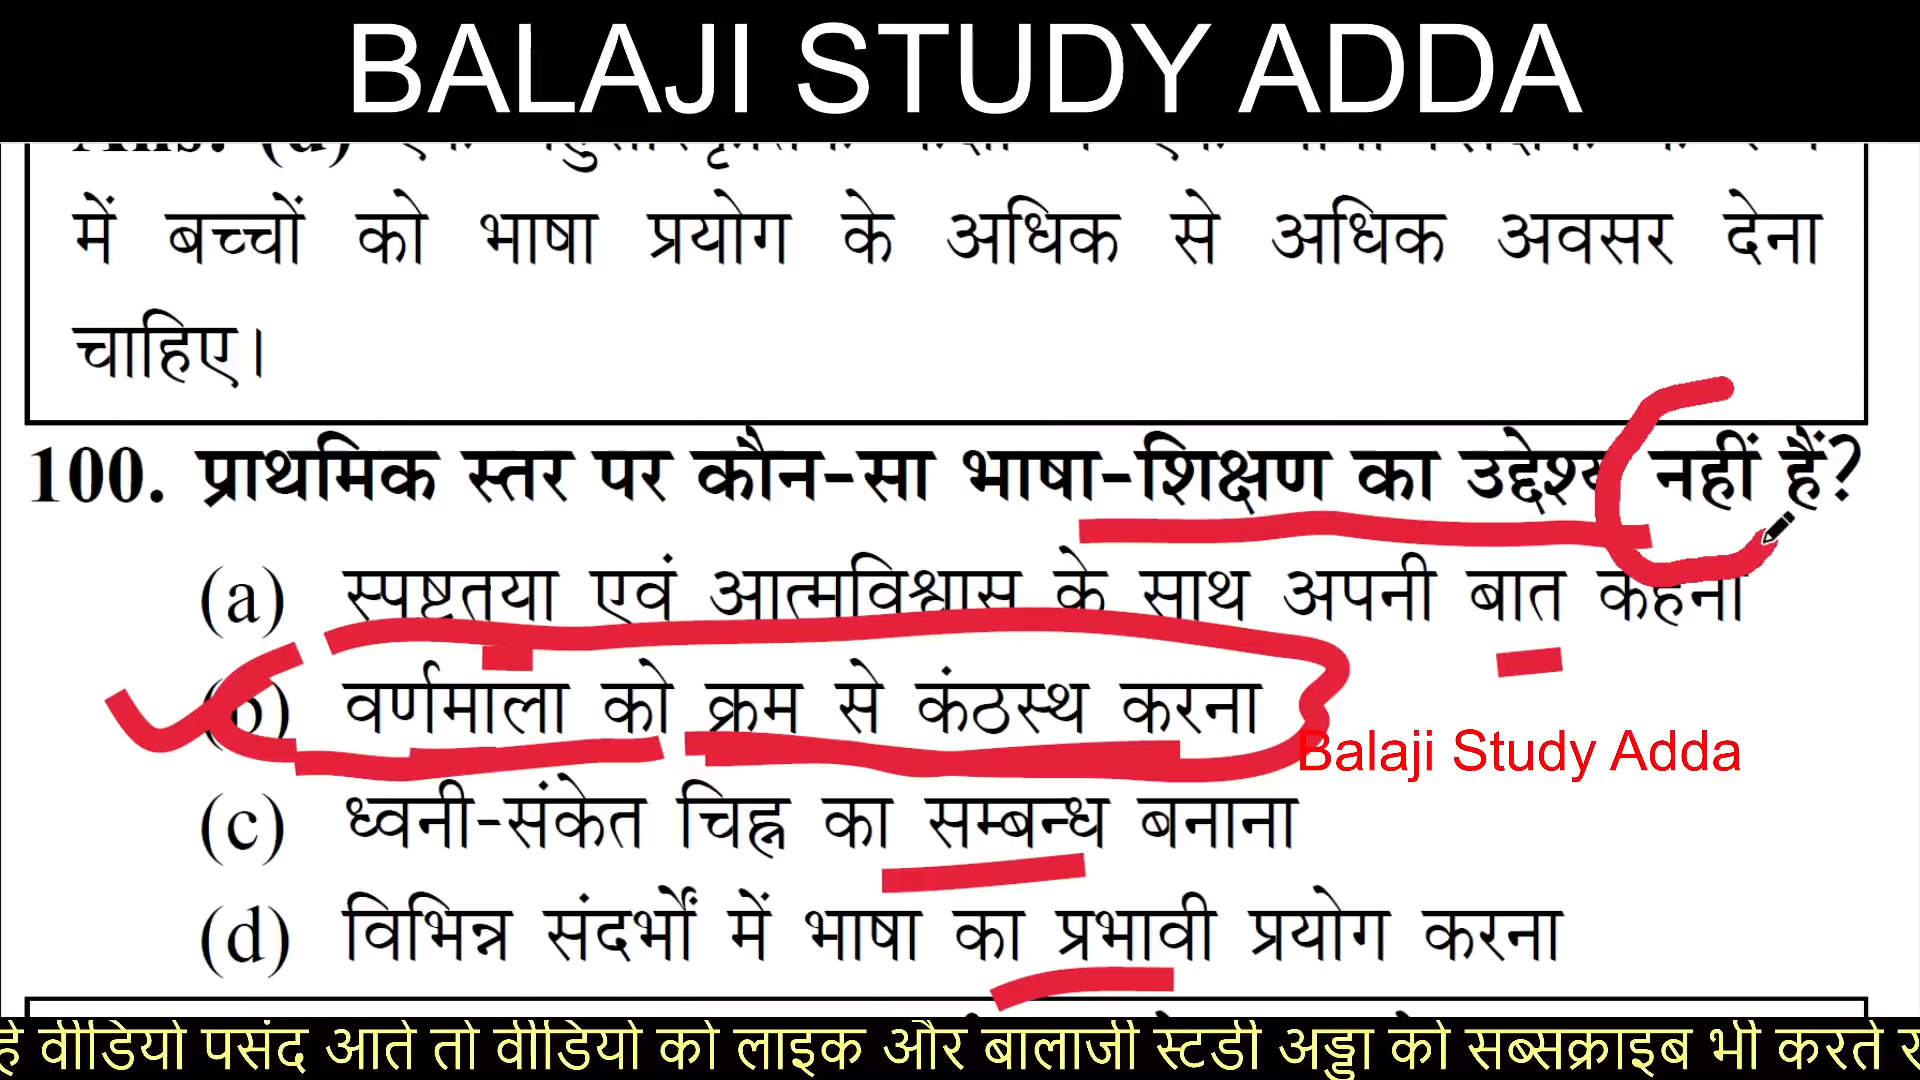 BALAJI STUDY ADDA
में बच्चों को भाषा प्रयोग के अधिक से अधिक अवसर देना
चाहिए।
100. प्राथमिक स्तर पर कौन-सा भाषा-शिक्षण का उद्देश्य नहीं हैं?
(a) स्पष्टतया एवं आत्मविश्वास के साथ अपनी बात कहना
(b) वर्णमाला को क्रम से कंठस्थ करना
Balaji Study Adda
(c) ध्वनी-संकेत चिह्न का सम्बन्ध बनाना
(d) विभिन्न संदर्भों में भाषा का प्रभावी प्रयोग करना
है वीडियो पसंद आते तो वीडियो को लाइक और बालाजी स्टडी अड्डा को सब्सक्राइब भी करते